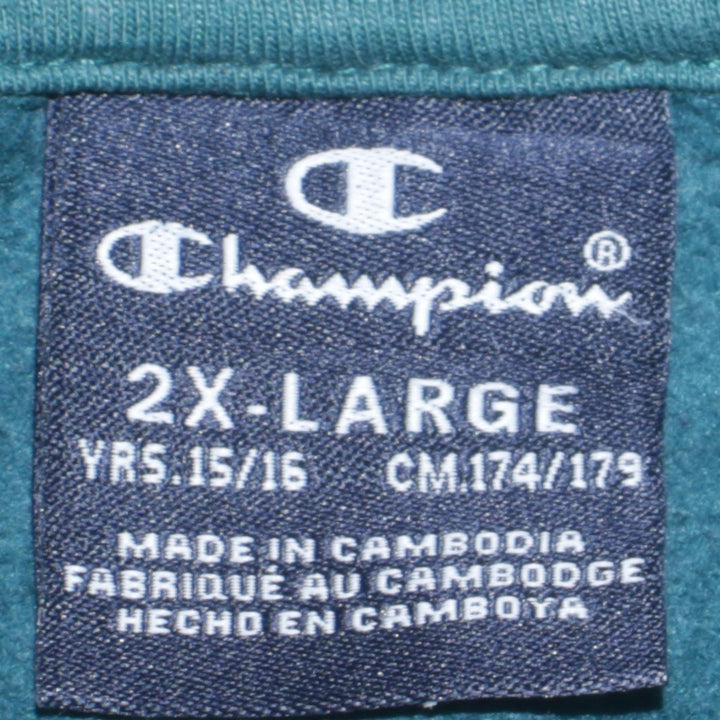 C
Champion®
2X-LARGE
YRS.15/16 CM.174/179
MADE IN CAMBODIA
FABRIQUÉ AU CAMBODGE
HECHO EN CAMBOYA